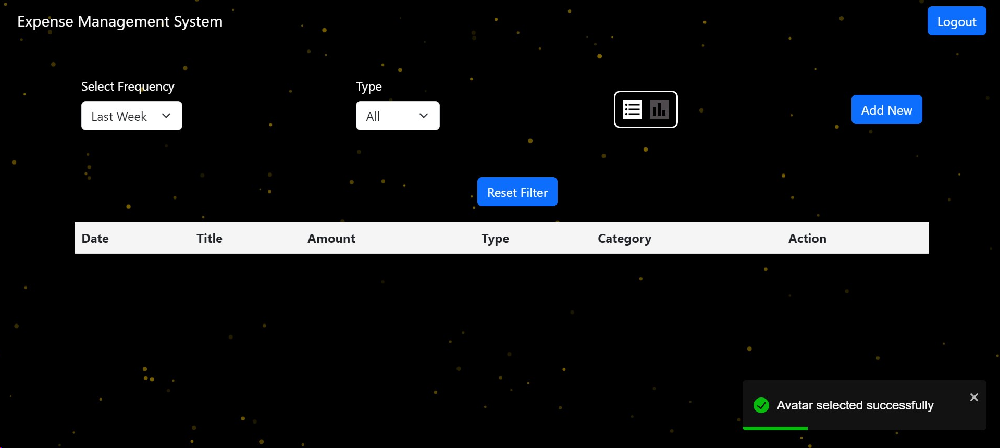 Expense Management System
Logout
Select Frequency
Type
Last Week
All
Add New
Reset Filter
Date Title Amount Type Category Action
Avatar selected successfully